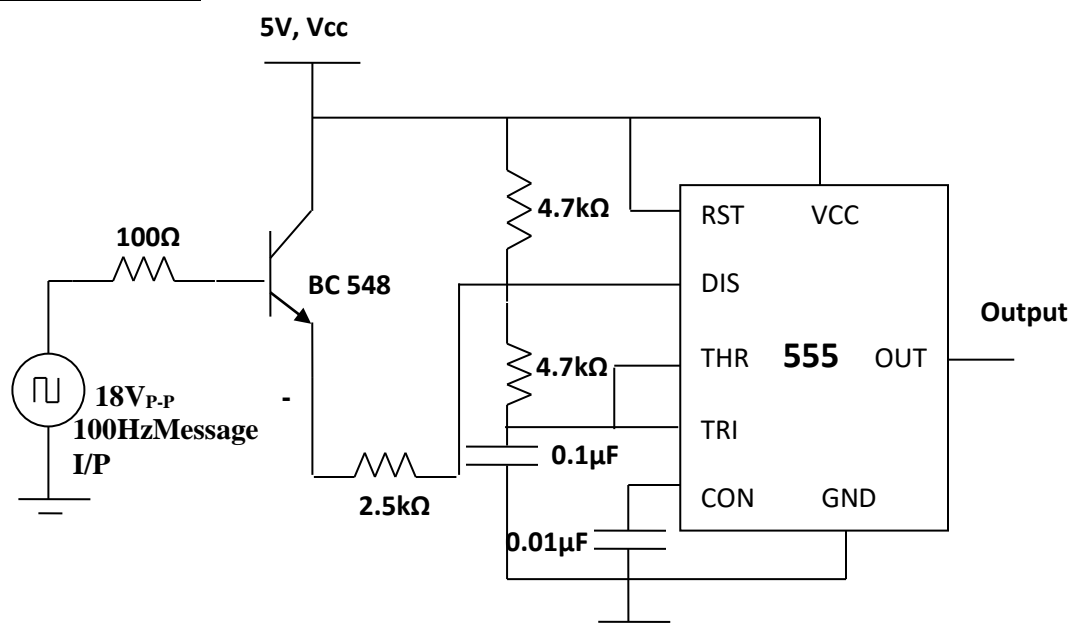 5V, Vcc
4.7kΩ
RST VCC
100Ω
BC 548
DIS
Output
4.7kΩ
THR 555 OUT
18VP-P
-
100HzMessage
I/P
TRI
0.1µF
2.5kΩ
CON GND
0.01µF